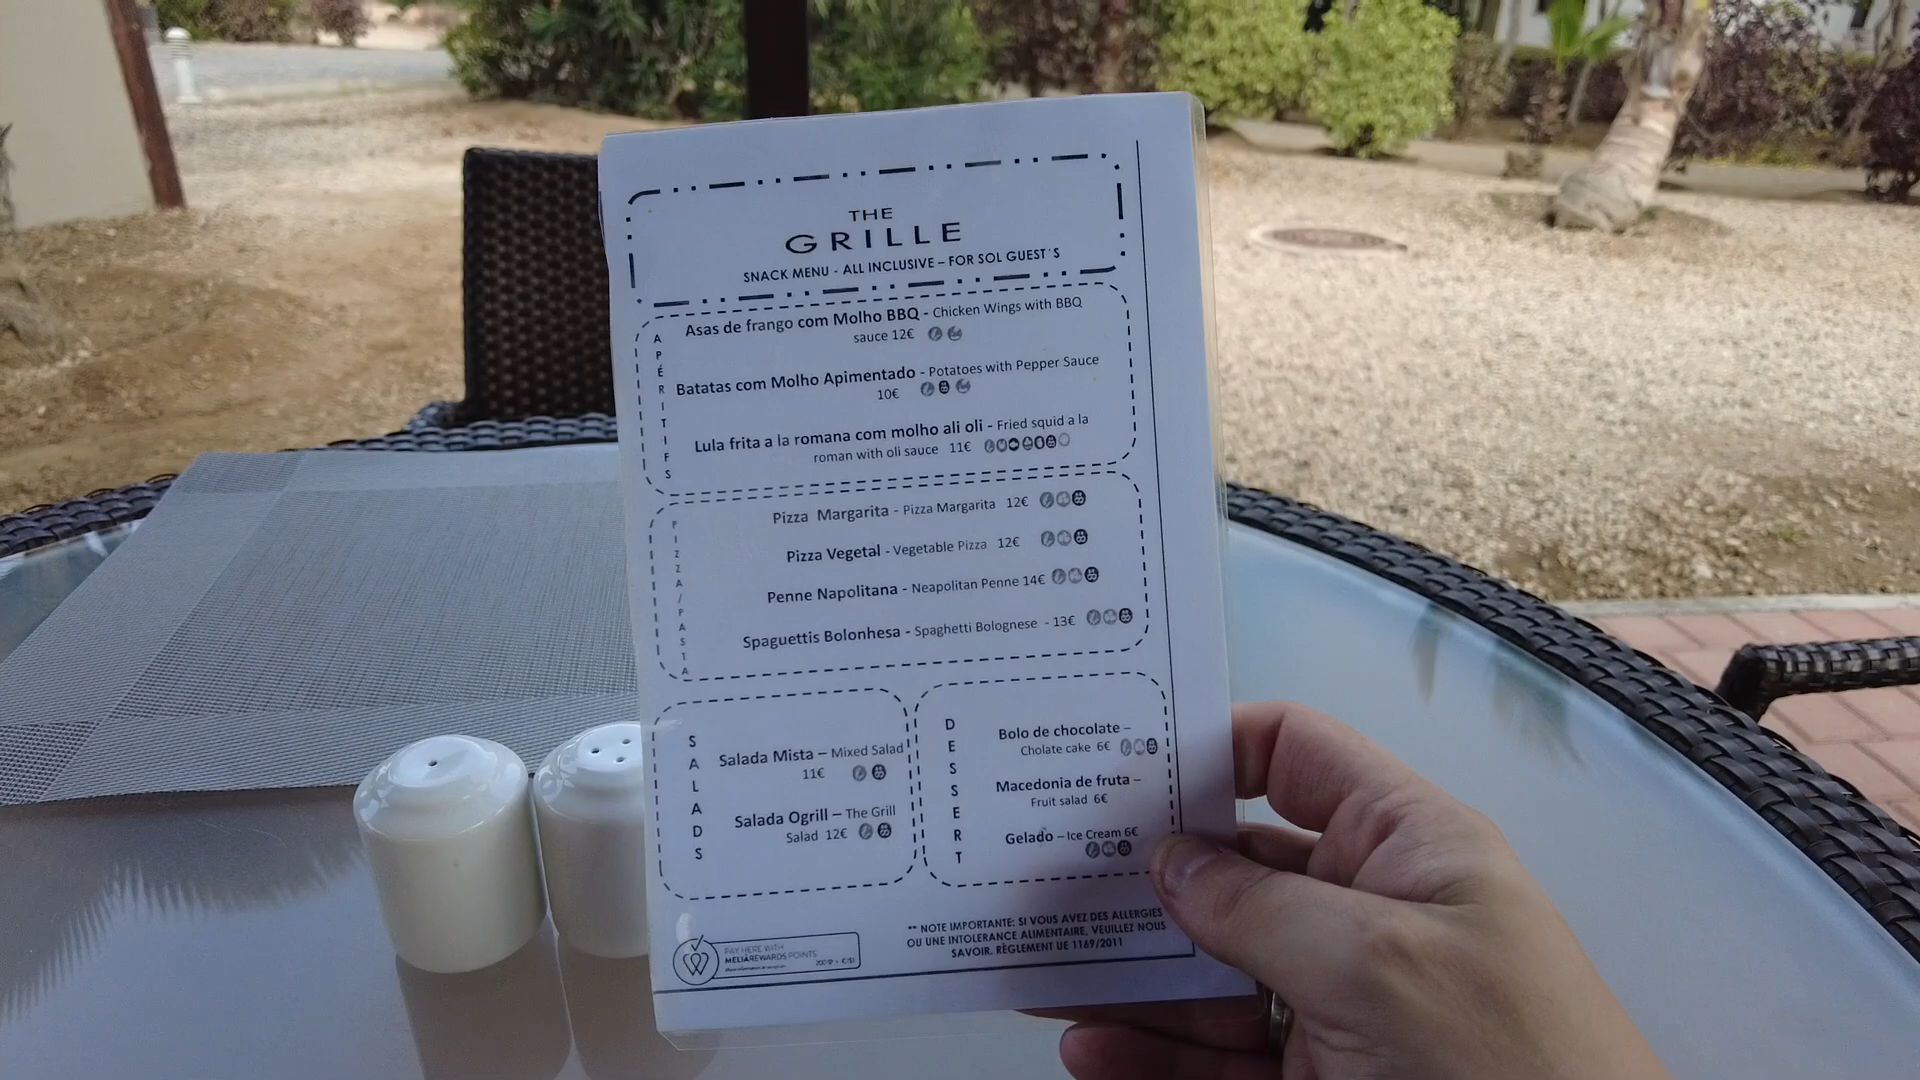 THE
GRILLE
SNACK MENU - ALL INCLUSIVE – FOR SOL GUEST´S
APÉRITIFS
Asas de frango com Molho BBQ - Chicken Wings with BBQ
sauce 12€
Batatas com Molho Apimentado - Potatoes with Pepper Sauce
10€
Lula frita a la romana com molho ali oli - Fried squid a la
roman with oli sauce 11€
PIZZA/PASTA
Pizza Margarita - Pizza Margarita 12€
Pizza Vegetal - Vegetable Pizza 12€
Penne Napolitana - Neapolitan Penne 14€
Spaguettis Bolonhesa - Spaghetti Bolognese - 13€
SALADS
Salada Mista – Mixed Salad
11€
Salada Ogrill – The Grill
Salad 12€
DESSERT
Bolo de chocolate –
Cholate cake 6€
Macedonia de fruta –
Fruit salad 6€
Gelado – Ice Cream 6€
PAY HERE WITH
MELIÁREWARDS POINTS
** NOTE IMPORTANTE: SI VOUS AVEZ DES ALLERGIES
OU UNE INTOLERANCE ALIMENTAIRE, VEUILLEZ NOUS
SAVOIR. RÈGLEMENT UE 1169/2011